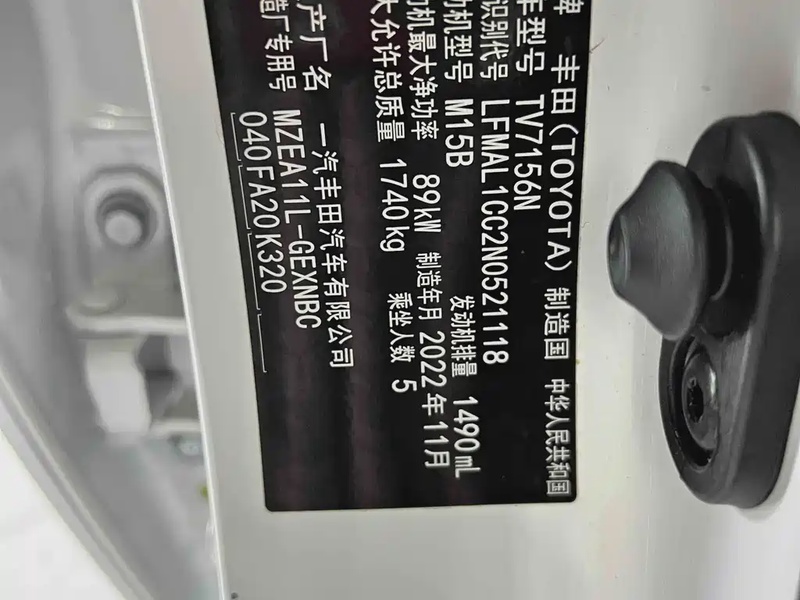 牌 丰田(TOYOTA) 制造国 中华人民共和国
车型号 TV7156N
识别代号 LFMAL1CC2N0521118
动机型号 M15B 发动机排量 1490mL
动机最大净功率 89kW 制造年月 2022年11月
大允许总质量 1740kg 乘坐人数 5
产厂名 一汽丰田汽车有限公司
造厂专用号 MZEA11L-GEXNBC
040 FA20 K320